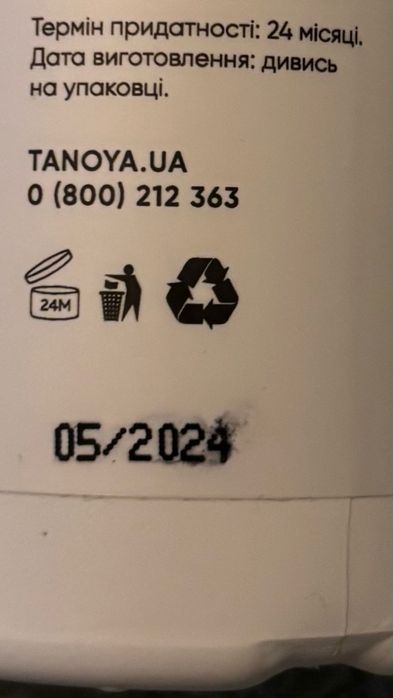 Термін придатності: 24 місяці.
Дата виготовлення: дивись
на упаковці.
TANOYA.UA
0 (800) 212 363
24M
05/2024